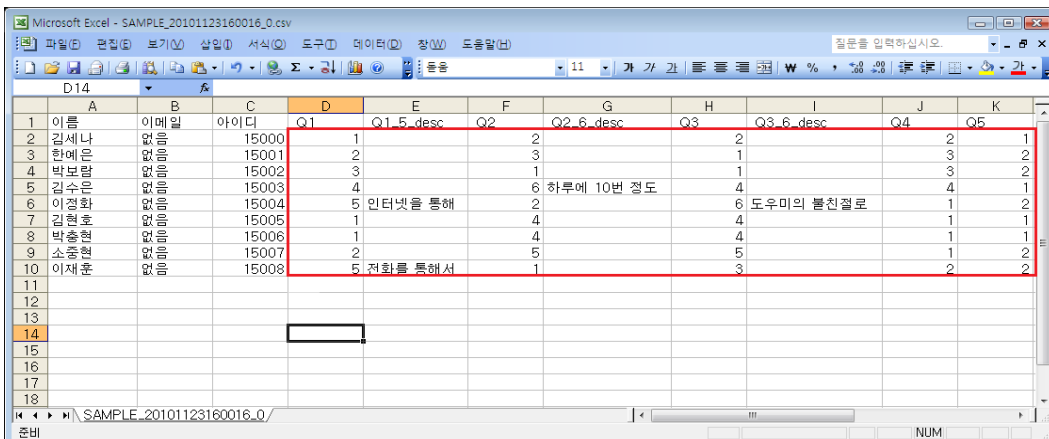 Microsoft Excel - SAMPLE_20101123160016_0.csv
파일(F) 편집(E) 보기(V) 삽입(I) 서식(O) 도구(T) 데이터(D) 창(W) 도움말(H) 질문을 입력하십시오.
돋움 11 가 가 가
D14 fx
A B C D E F G H I J K
1 이름 이메일 아이디 Q1 Q1_5_desc Q2 Q2_6_desc Q3 Q3_6_desc Q4 Q5
2 김세나 없음 15000 1 2 2 2 1
3 한예은 없음 15001 2 3 1 3 2
4 박보람 없음 15002 3 1 1 3 2
5 김수은 없음 15003 4 6 하루에 10번 정도 4 4 1
6 이정화 없음 15004 5 인터넷을 통해 2 6 도우미의 불친절로 1 2
7 김현호 없음 15005 1 4 4 1 1
8 박충현 없음 15006 1 4 4 1 1
9 소중현 없음 15007 2 5 5 1 2
10 이재훈 없음 15008 5 전화를 통해서 1 3 2 2
11
12
13
14
15
16
17
18
SAMPLE_20101123160016_0
준비 NUM